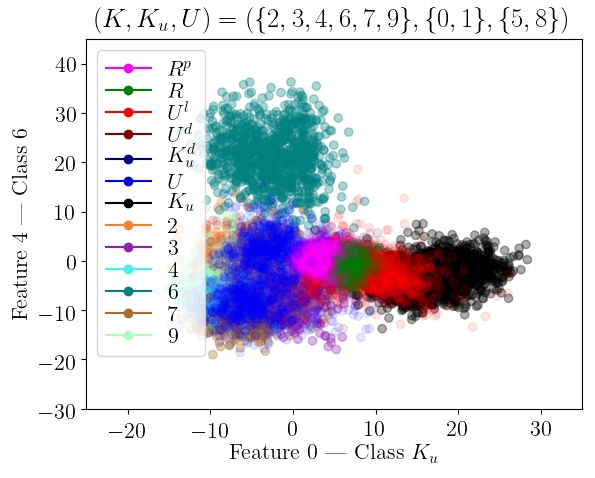 (K, K_u, U) = ({2, 3, 4, 6, 7, 9}, {0, 1}, {5, 8})
Feature 4 — Class 6
40
30
20
10
0
−10
−20
−30
R^p
R
U^l
U^d
K_u^d
U
K_u
2
3
4
6
7
9
−20 −10 0 10 20 30
Feature 0 — Class K_u